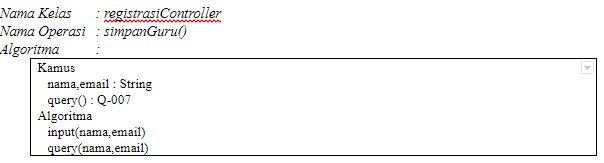 Nama Kelas : registrasiController
Nama Operasi : simpanGuru()
Algoritma :
Kamus
nama,email : String
query() : Q-007
Algoritma
input(nama,email)
query(nama,email)